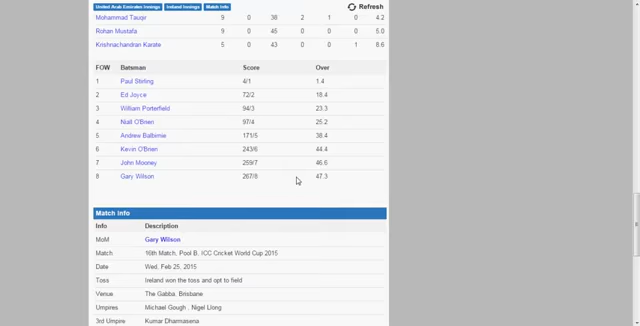 United Arab Emirates Innings Ireland Innings Match Info Refresh
Mohammad Tauqir 9 0 38 2 1 0 4.2
Rohan Mustafa 9 0 45 0 0 0 5.0
Krishnachandran Karate 5 0 43 0 0 1 8.6
FOW Batsman Score Over
1 Paul Stirling 4/1 1.4
2 Ed Joyce 72/2 18.4
3 William Porterfield 94/3 23.3
4 Niall O'Brien 97/4 25.2
5 Andrew Balbirnie 171/5 38.4
6 Kevin O'Brien 243/6 44.4
7 John Mooney 259/7 46.6
8 Gary Wilson 267/8 47.3
Match Info
Info Description
MoM Gary Wilson
Match 16th Match, Pool B, ICC Cricket World Cup 2015
Date Wed, Feb 25, 2015
Toss Ireland won the toss and opt to field
Venue The Gabba, Brisbane
Umpires Michael Gough , Nigel Llong
3rd Umpire Kumar Dharmasena